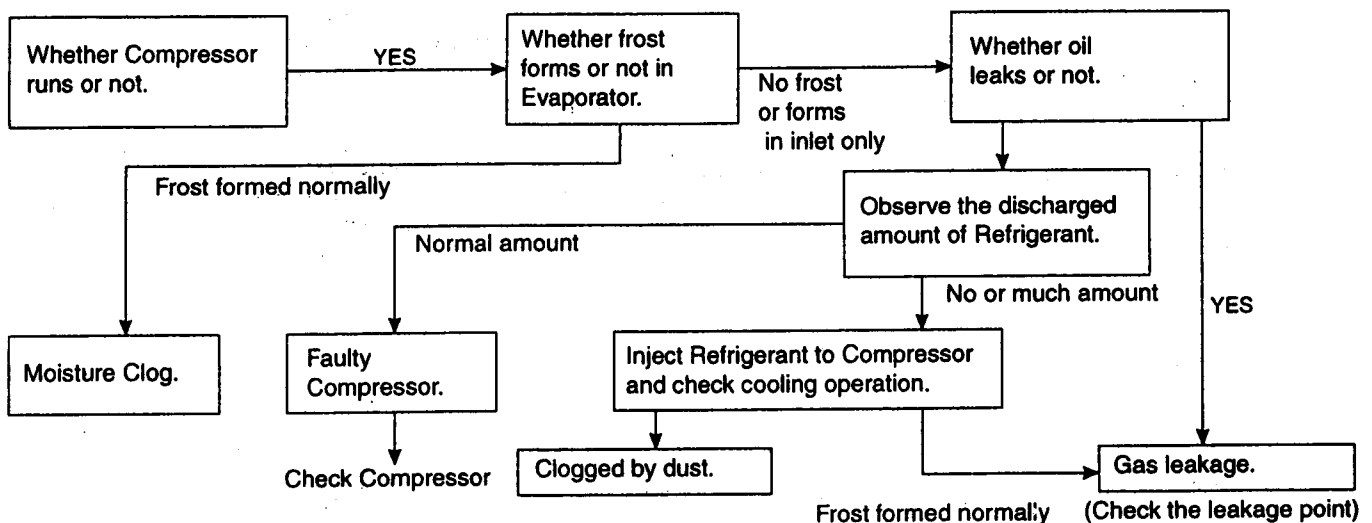 Whether Compressor
runs or not.
YES
Whether frost
forms or not in
Evaporator.
No frost
or forms
in inlet only
Whether oil
leaks or not.
Frost formed normally
Observe the discharged
amount of Refrigerant.
Normal amount
No or much amount
YES
Moisture Clog.
Faulty
Compressor.
Inject Refrigerant to Compressor
and check cooling operation.
Check Compressor
Clogged by dust.
Gas leakage.
Frost formed normally
(Check the leakage point)